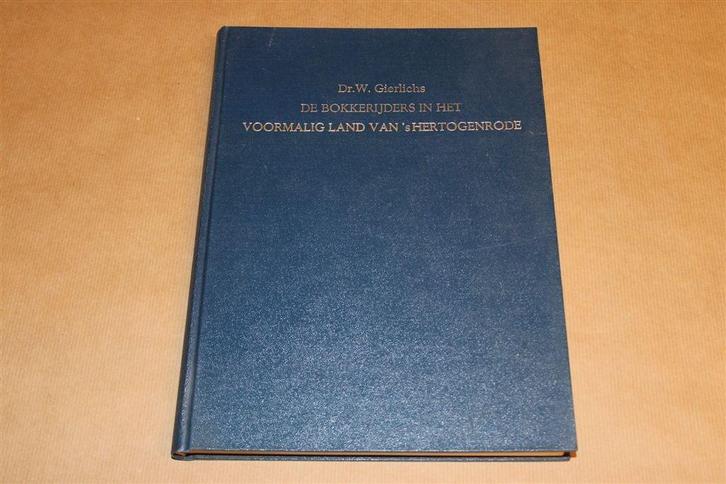 Dr.W. Gierlichs
DE BOKKERIJDERS IN HET
VOORMALIG LAND VAN 's HERTOGENRODE